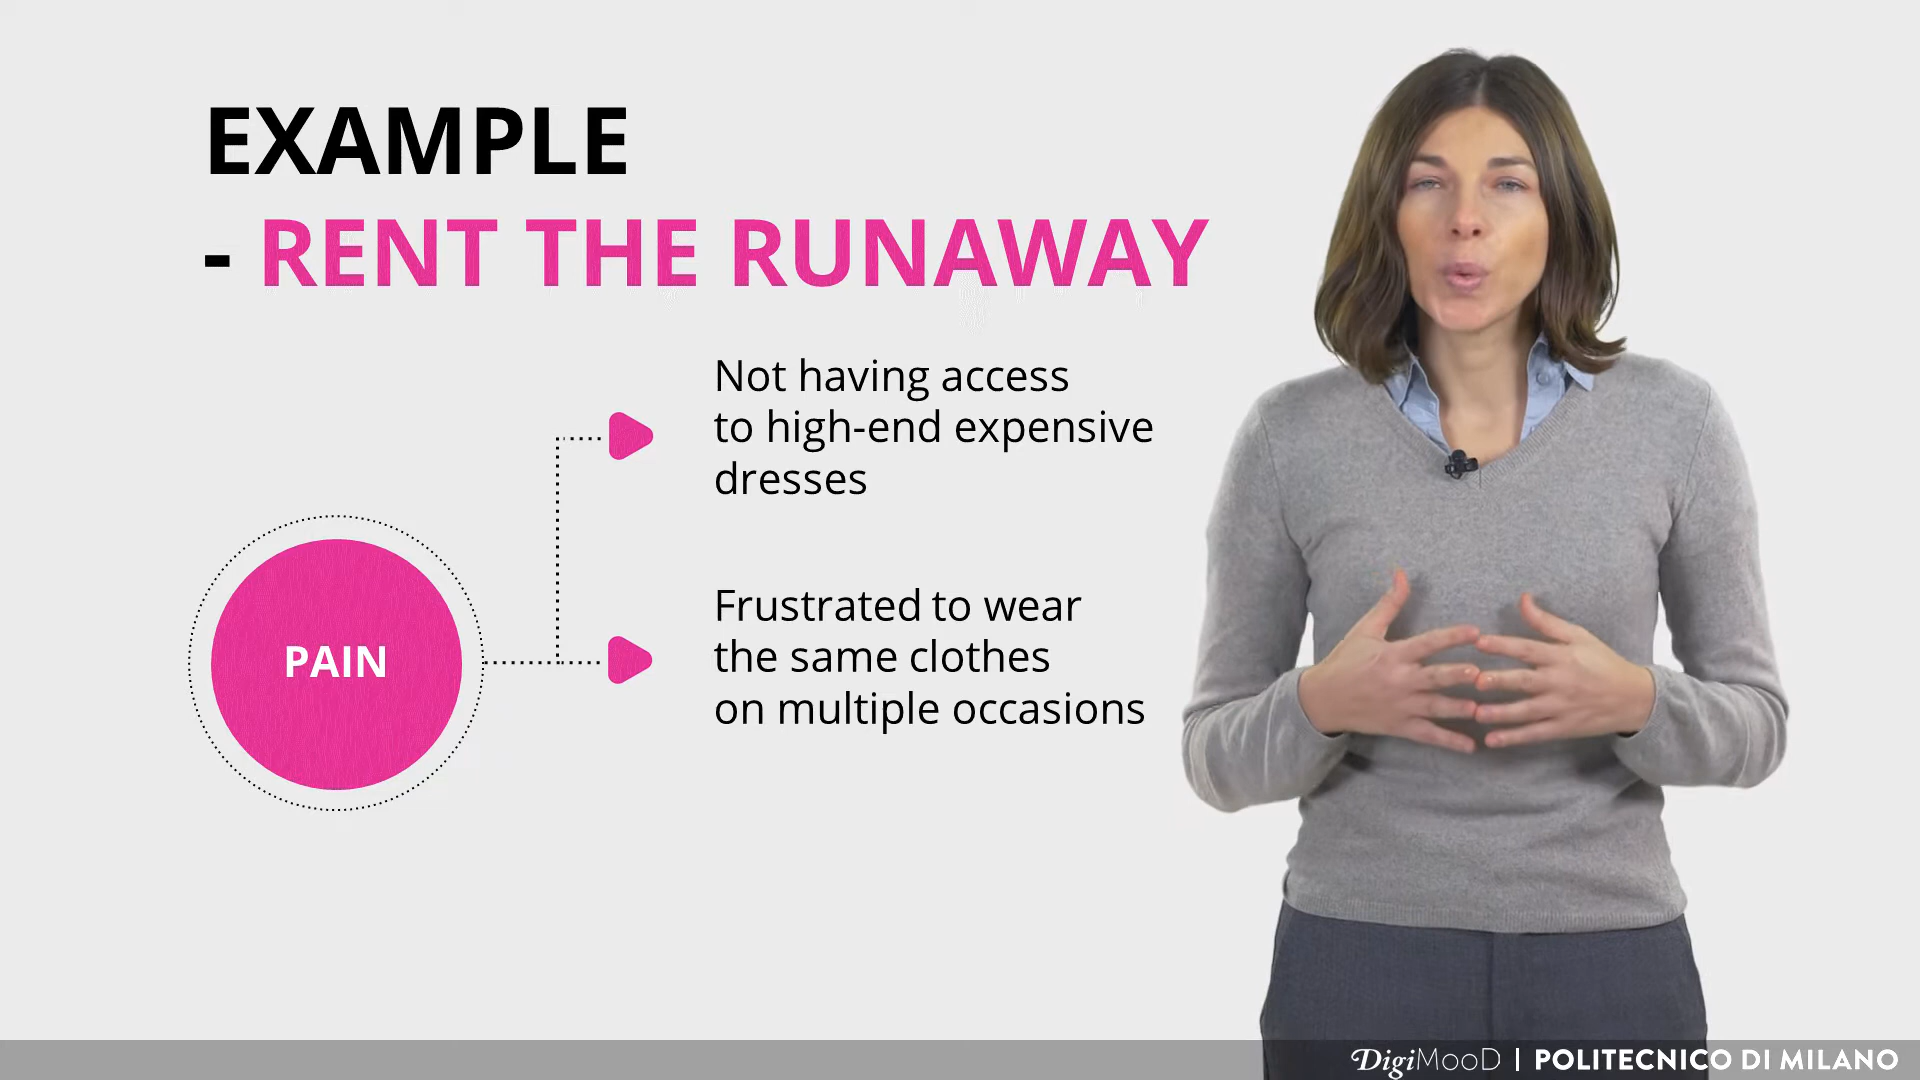 EXAMPLE
- RENT THE RUNAWAY
Not having access
to high-end expensive
dresses
Frustrated to wear
the same clothes
on multiple occasions
PAIN
DigiMooD | POLITECNICO DI MILANO